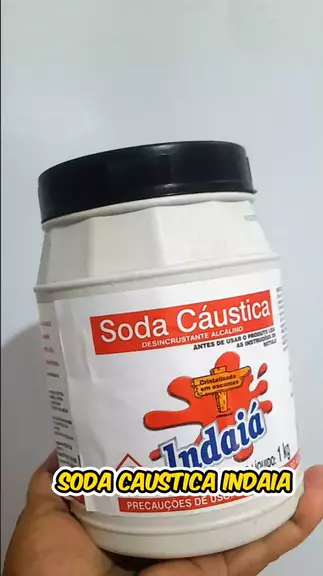 Soda Cáustica
DESINCRUSTANTE ALCALINO
ANTES DE USAR O PRODUTO LEIA
AS INSTRUÇÕES DO
Cristalizada
em escamas
Indaiá
LIQUIDO: 1 kg
SODA CAUSTICA INDAIA
PRECAUÇÕES DE USO